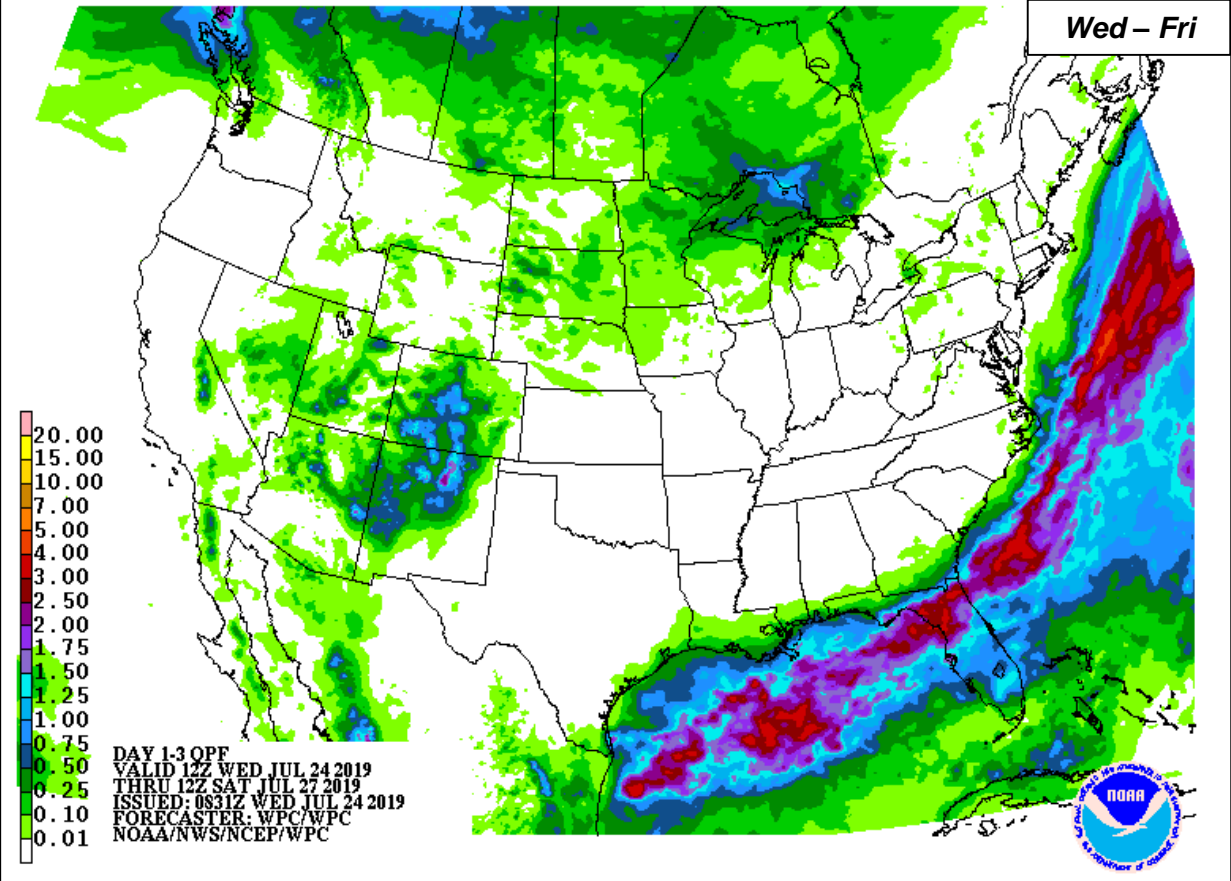 Wed – Fri
20.00
15.00
10.00
7.00
5.00
4.00
3.00
2.50
2.00
1.75
1.50
1.25
1.00
0.75
0.50
0.25
0.10
0.01
DAY 1-3 QPF
VALID 12Z WED JUL 24 2019
THRU 12Z SAT JUL 27 2019
ISSUED: 0831Z WED JUL 24 2019
FORECASTER: WPC/WPC
NOAA/NWS/NCEP/WPC
NOAA